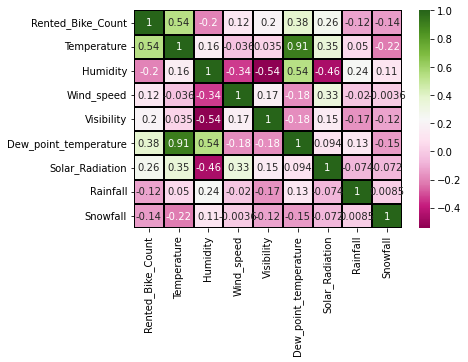 Rented_Bike_Count 1 0.54 -0.2 0.12 0.2 0.38 0.26 -0.12 -0.14
Temperature 0.54 1 0.16 -0.036 0.035 0.91 0.35 0.05 -0.22
Humidity -0.2 0.16 1 -0.34 -0.54 0.54 -0.46 0.24 0.11
Wind_speed 0.12 -0.036 -0.34 1 0.17 -0.18 0.33 -0.02 -0.0036
Visibility 0.2 0.035 -0.54 0.17 1 -0.18 0.15 -0.17 -0.12
Dew_point_temperature 0.38 0.91 0.54 -0.18 -0.18 1 0.094 0.13 -0.15
Solar_Radiation 0.26 0.35 -0.46 0.33 0.15 0.094 1 -0.074 -0.072
Rainfall -0.12 0.05 0.24 -0.02 -0.17 0.13 -0.074 1 0.0085
Snowfall -0.14 -0.22 0.11 -0.0036 -0.12 -0.15 -0.072 0.0085 1
Rented_Bike_Count Temperature Humidity Wind_speed Visibility Dew_point_temperature Solar_Radiation Rainfall Snowfall
1.0
0.8
0.6
0.4
0.2
0.0
-0.2
-0.4